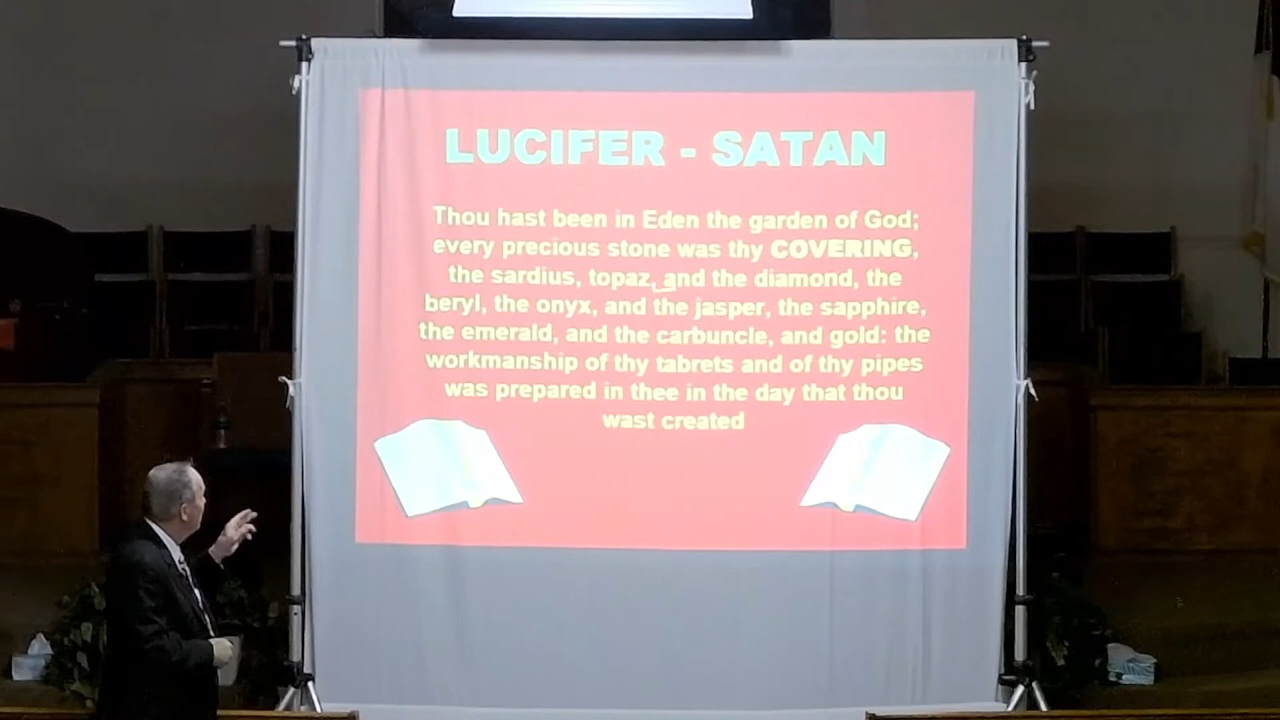 LUCIFER - SATAN
Thou hast been in Eden the garden of God;
every precious stone was thy COVERING,
the sardius, topaz, and the diamond, the
beryl, the onyx, and the jasper, the sapphire,
the emerald, and the carbuncle, and gold: the
workmanship of thy tabrets and of thy pipes
was prepared in thee in the day that thou
wast created